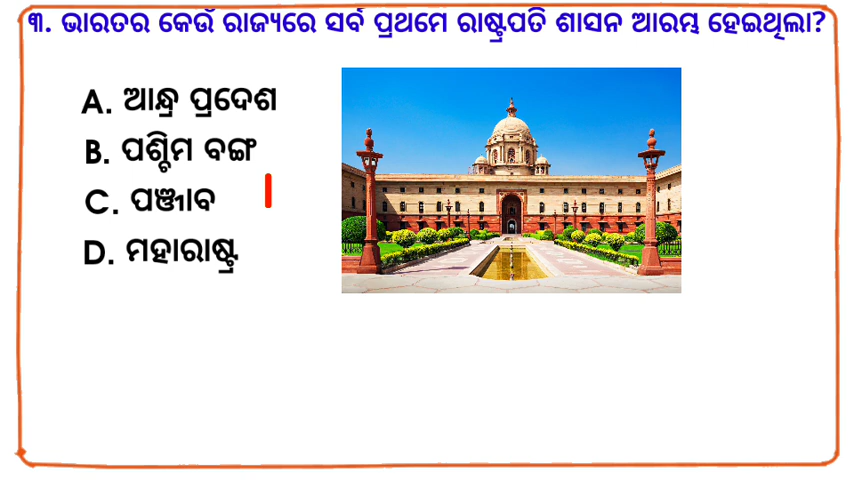 ୩. ଭାରତର କେଉଁ ରାଜ୍ୟରେ ସର୍ବ ପ୍ରଥମେ ରାଷ୍ଟ୍ରପତି ଶାସନ ଆରମ୍ଭ ହେଇଥିଲା?
A. ଆନ୍ଧ୍ର ପ୍ରଦେଶ
B. ପଶ୍ଚିମ ବଙ୍ଗ
C. ପଞ୍ଜାବ
D. ମହାରାଷ୍ଟ୍ର